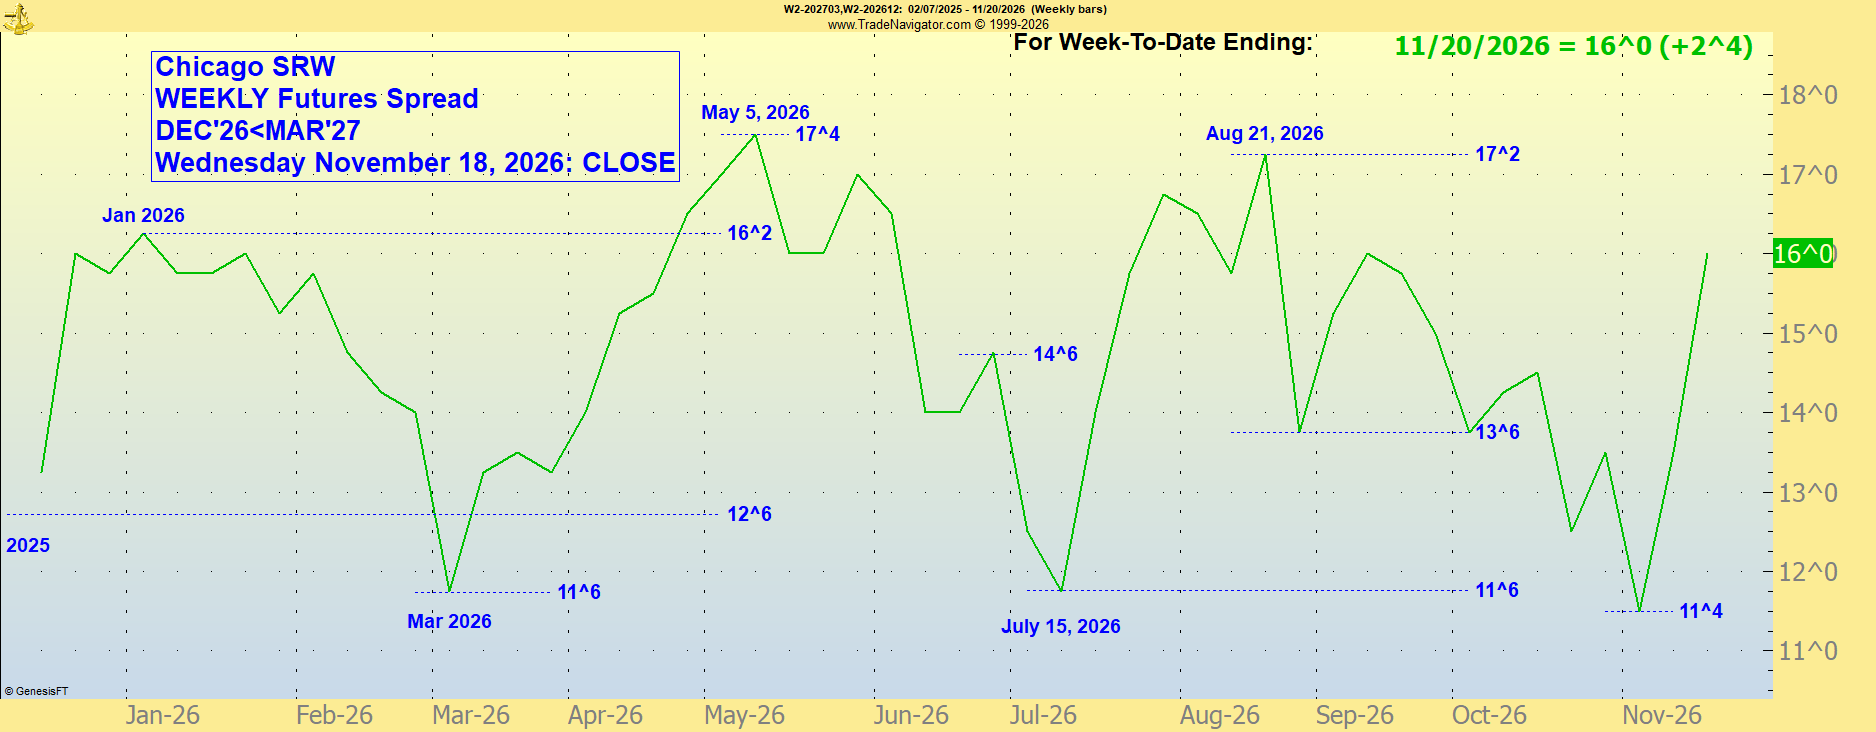 W2-202703,W2-202612: 02/07/2025 - 11/20/2026 (Weekly bars)
www.TradeNavigator.com © 1999-2026
For Week-To-Date Ending: 11/20/2026 = 16^0 (+2^4)
Chicago SRW
WEEKLY Futures Spread
DEC'26<MAR'27
Wednesday November 18, 2026: CLOSE
May 5, 2026
17^4
Aug 21, 2026
17^2
Jan 2026
16^2
14^6
13^6
12^6
2025
11^6
Mar 2026
11^6
July 15, 2026
11^4
18^0
17^0
16^0
15^0
14^0
13^0
12^0
11^0
© GenesisFT
Jan-26 Feb-26 Mar-26 Apr-26 May-26 Jun-26 Jul-26 Aug-26 Sep-26 Oct-26 Nov-26